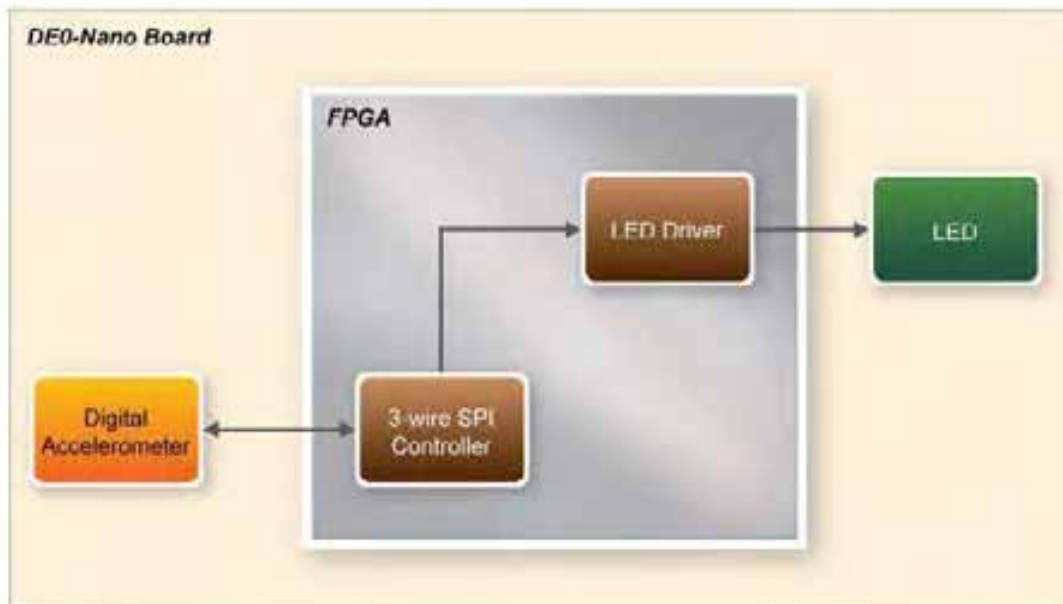 DE0-Nano Board
FPGA
LED Driver
LED
Digital
Accelerometer
3-wire SPI
Controller